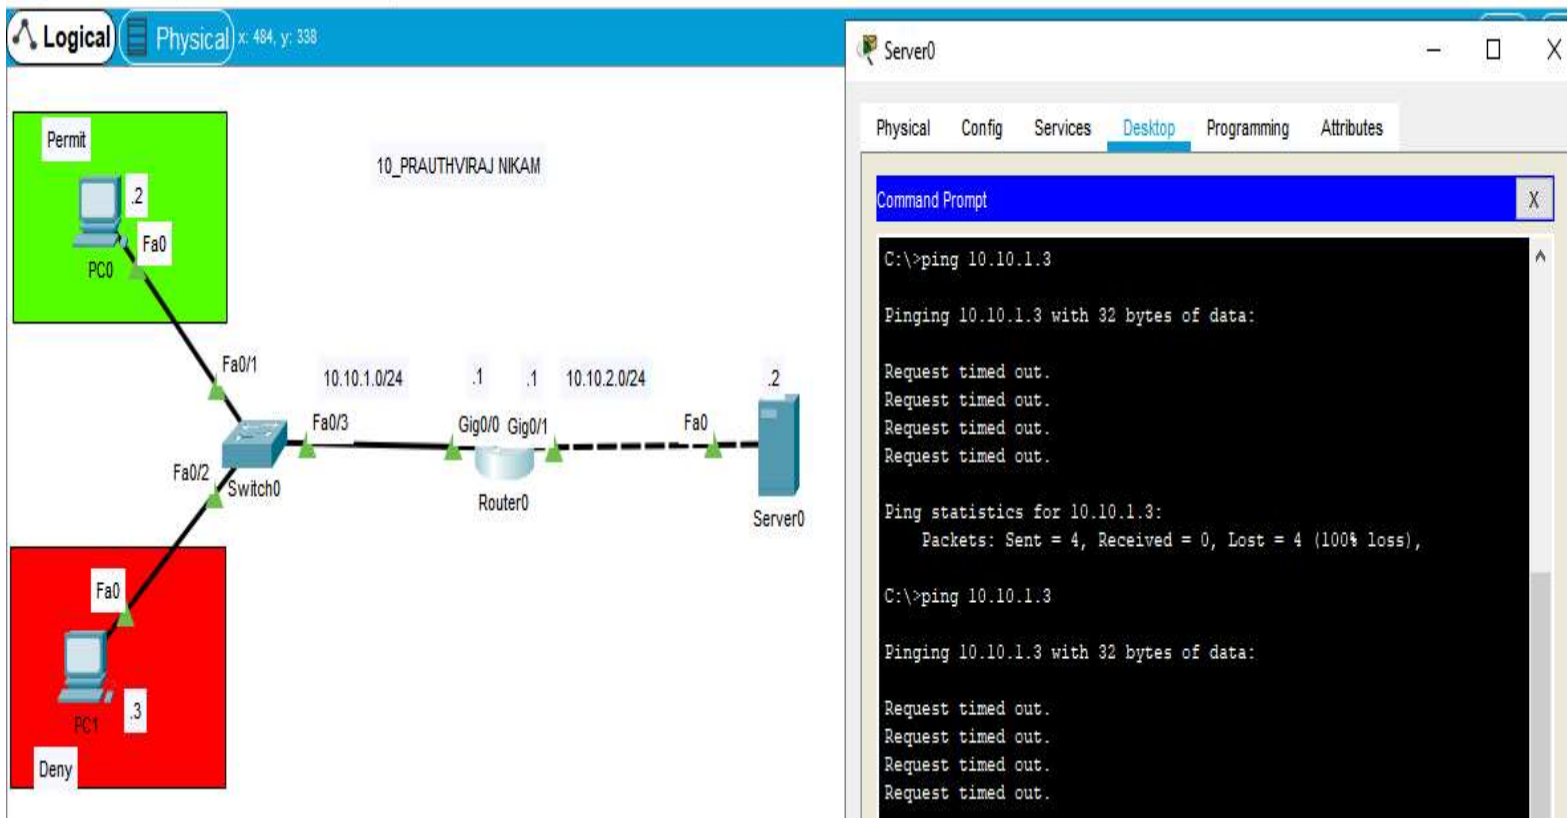 Logical
Physical x: 484, y: 338
Permit
10_PRAUTHVIRAJ NIKAM
.2
Fa0
PC0
Fa0/1
10.10.1.0/24
.1
.1
10.10.2.0/24
.2
Fa0/3
Gig0/0
Gig0/1
Fa0
Fa0/2
Switch0
Router0
Server0
Fa0
PC1
.3
Deny
Server0
Physical Config Services Desktop Programming Attributes
Command Prompt
X
C:\>ping 10.10.1.3
Pinging 10.10.1.3 with 32 bytes of data:
Request timed out.
Request timed out.
Request timed out.
Request timed out.
Ping statistics for 10.10.1.3:
Packets: Sent = 4, Received = 0, Lost = 4 (100% loss),
C:\>ping 10.10.1.3
Pinging 10.10.1.3 with 32 bytes of data:
Request timed out.
Request timed out.
Request timed out.
Request timed out.